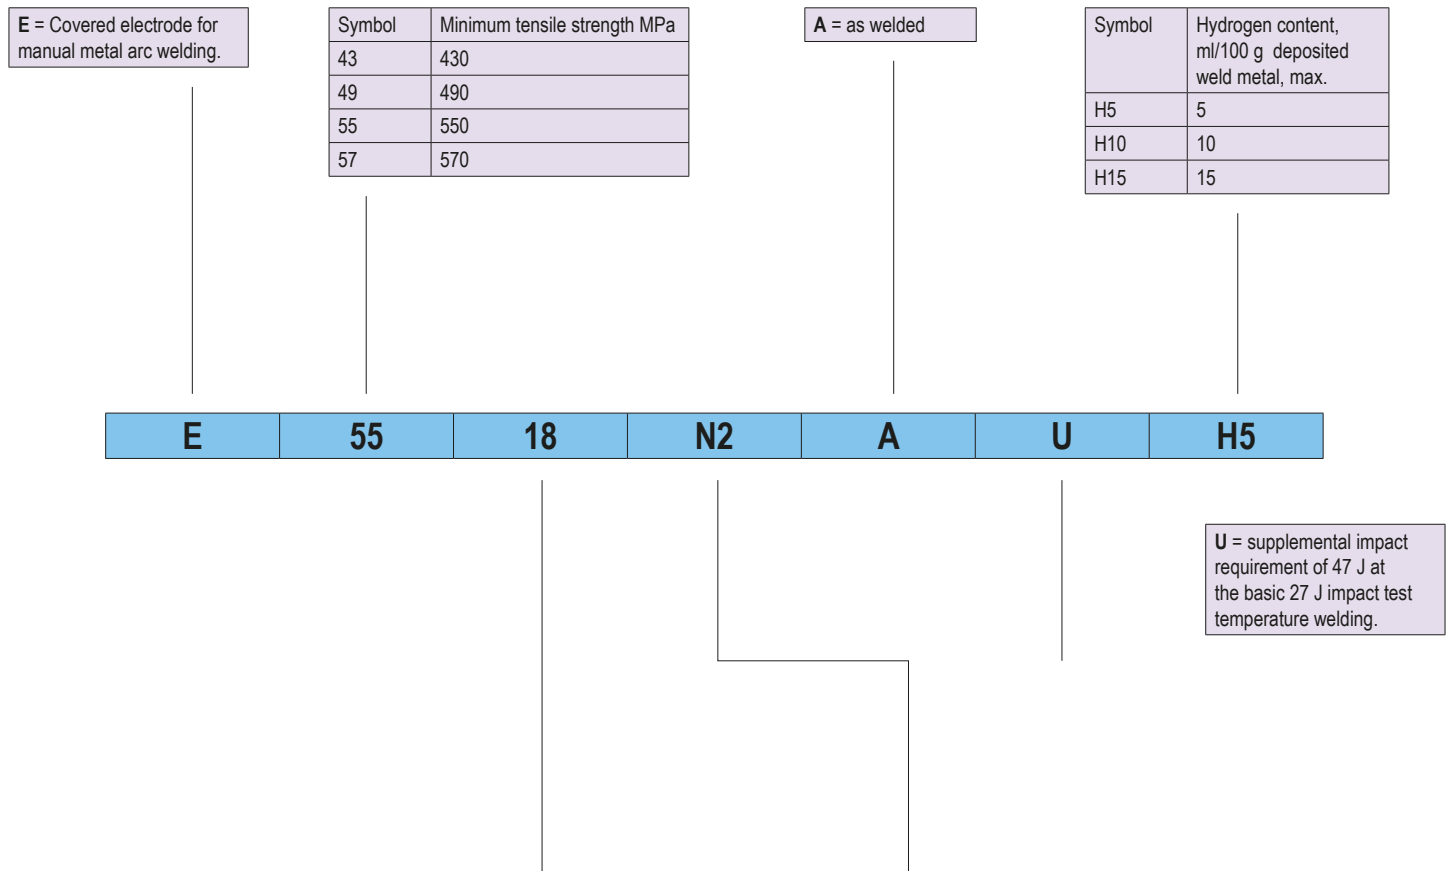 E = Covered electrode for
manual metal arc welding.
Symbol Minimum tensile strength MPa
43 430
49 490
55 550
57 570
A = as welded
Symbol Hydrogen content,
ml/100 g deposited
weld metal, max.
H5 5
H10 10
H15 15
E 55 18 N2 A U H5
U = supplemental impact
requirement of 47 J at
the basic 27 J impact test
temperature welding.